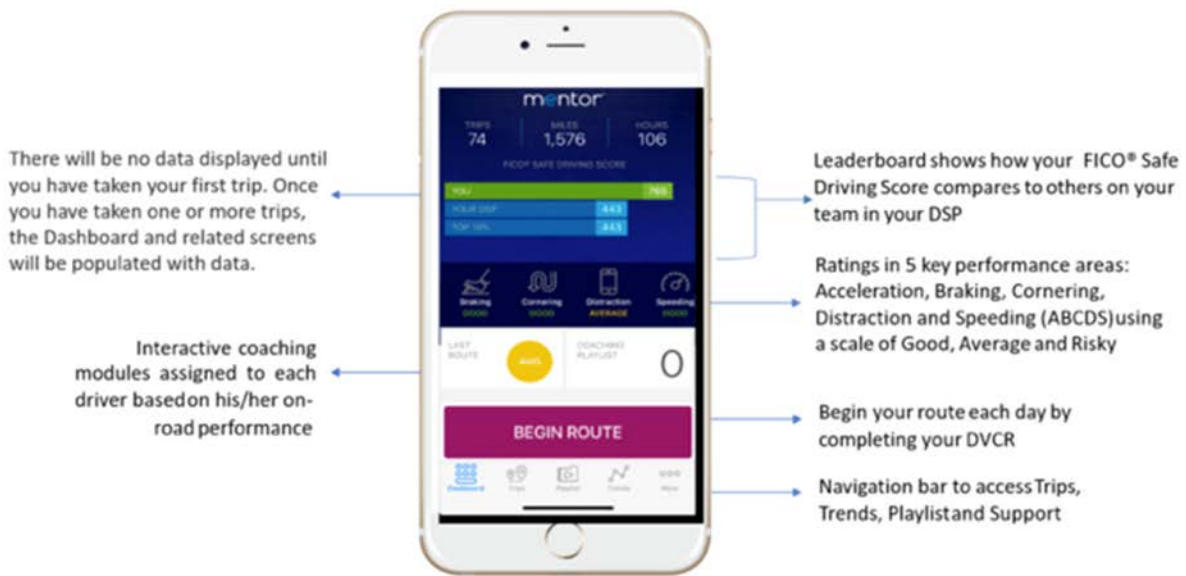 There will be no data displayed until
you have taken your first trip. Once
you have taken one or more trips,
the Dashboard and related screens
will be populated with data.
Interactive coaching
modules assigned to each
driver based on his/her on-
road performance
mentor
TRIPS MILES HOURS
74 1,576 106
FICO® SAFE DRIVING SCORE
YOU 765
YOUR DSP 443
TOP 10% 443
Braking Cornering Distraction Speeding
GOOD GOOD AVERAGE GOOD
LAST
ROUTE
COACHING
PLAYLIST
0
BEGIN ROUTE
Dashboard Trips Playlist Trends More
Leaderboard shows how your FICO® Safe
Driving Score compares to others on your
team in your DSP
Ratings in 5 key performance areas:
Acceleration, Braking, Cornering,
Distraction and Speeding (ABCDS) using
a scale of Good, Average and Risky
Begin your route each day by
completing your DVCR
Navigation bar to access Trips,
Trends, Playlist and Support